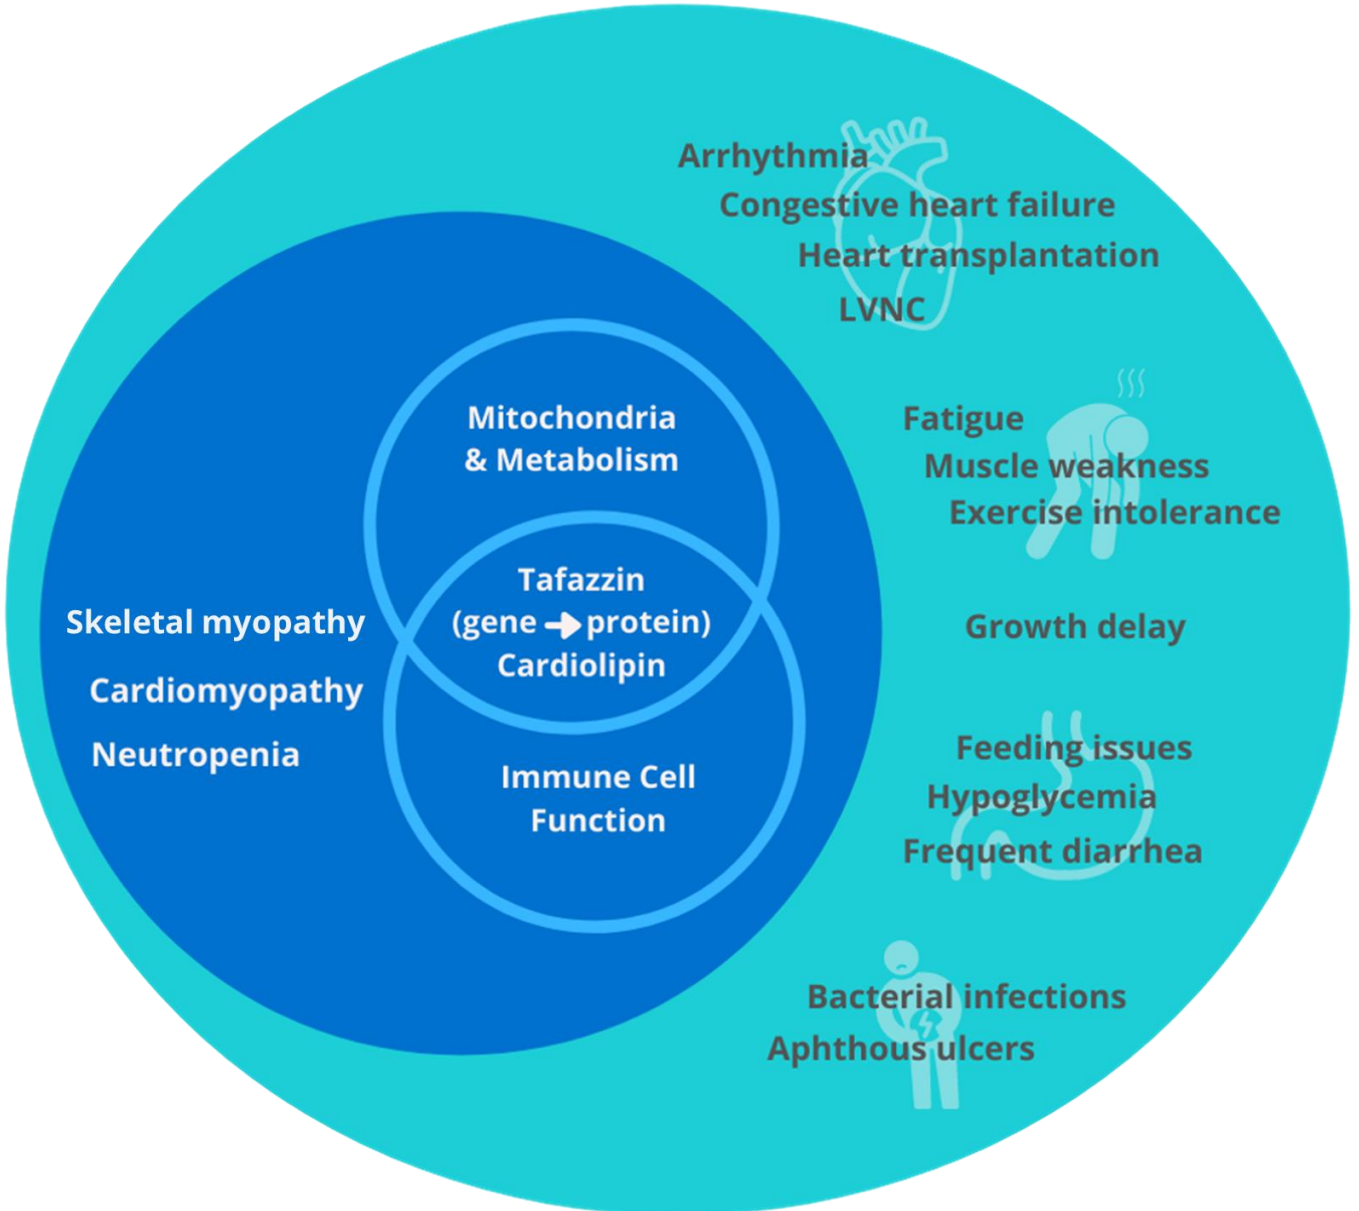 Arrhythmia
Congestive heart failure
Heart transplantation
LVNC
Fatigue
Muscle weakness
Exercise intolerance
Growth delay
Feeding issues
Hypoglycemia
Frequent diarrhea
Bacterial infections
Aphthous ulcers
Mitochondria
& Metabolism
Tafazzin
(gene → protein)
Cardiolipin
Immune Cell
Function
Skeletal myopathy
Cardiomyopathy
Neutropenia